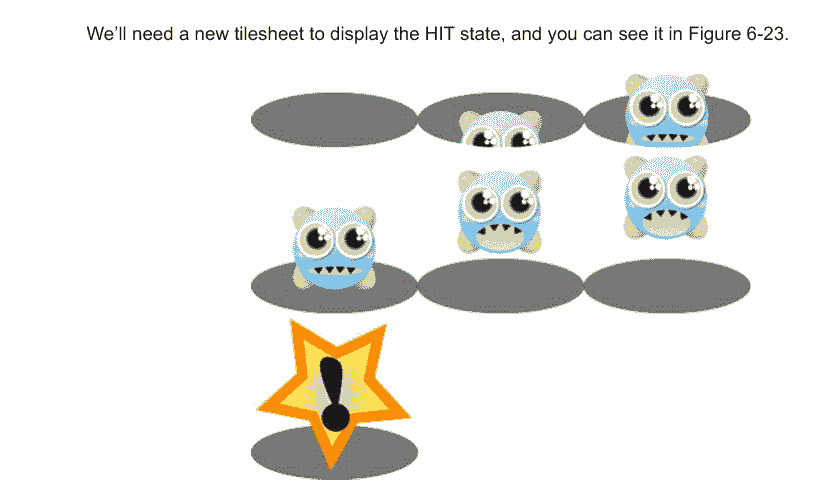 We’ll need a new tilesheet to display the HIT state, and you can see it in Figure 6-23.
!